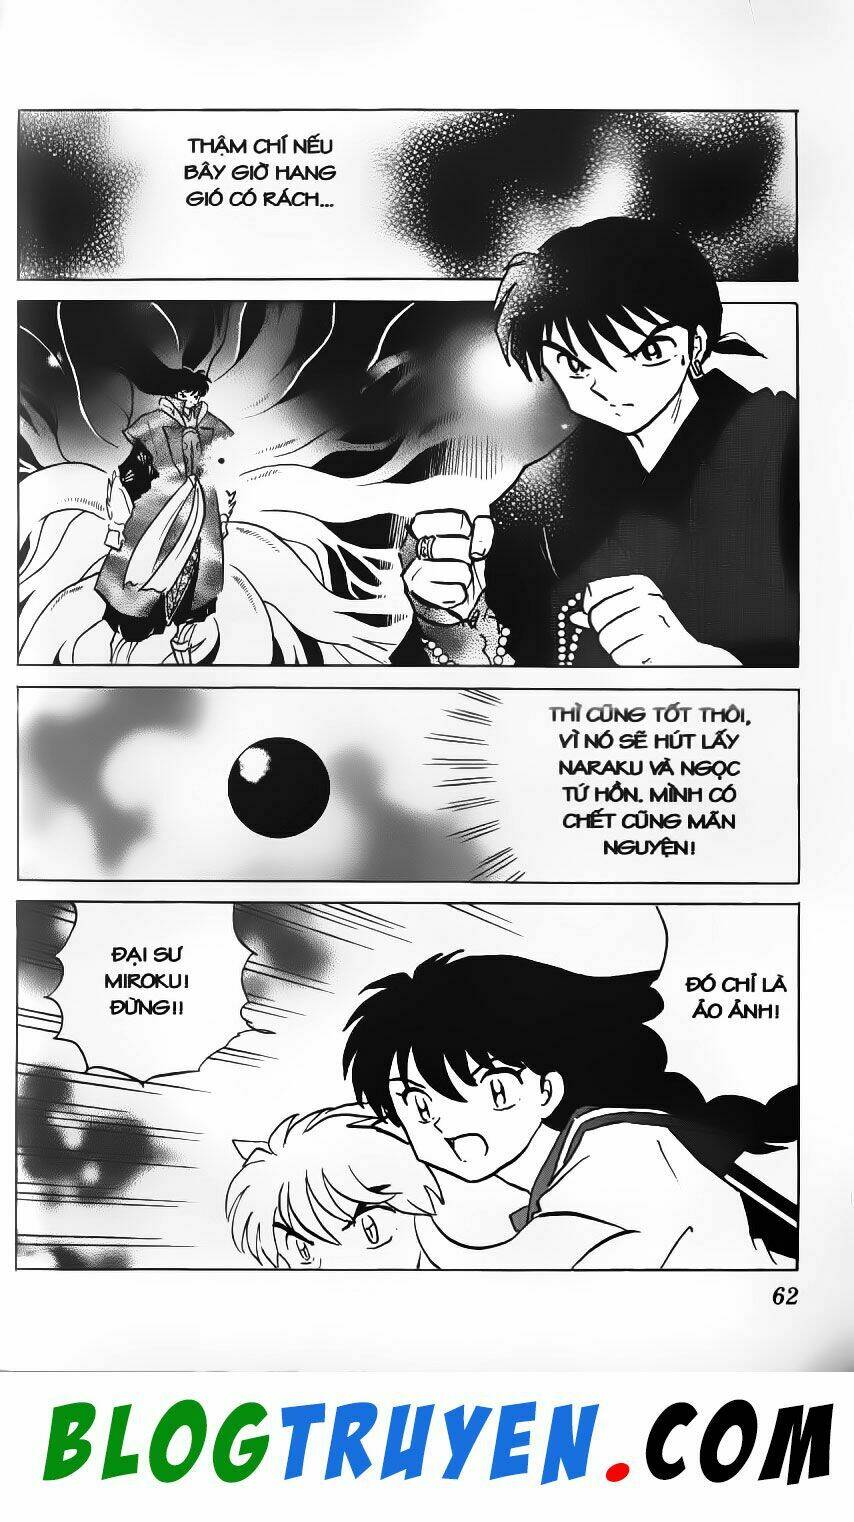 THẬM CHÍ NẾU
BÂY GIỜ HANG
GIÓ CÓ RÁCH...
THÌ CŨNG TỐT THÔI,
VÌ NÓ SẼ HÚT LẤY
NARAKU VÀ NGỌC
TỨ HỒN. MÌNH CÓ
CHẾT CŨNG MÃN
NGUYỆN!
ĐÓ CHỈ LÀ
ẢO ẢNH!
ĐẠI SƯ
MIROKU!
ĐỪNG!!
62
BLOGTRUYEN.COM